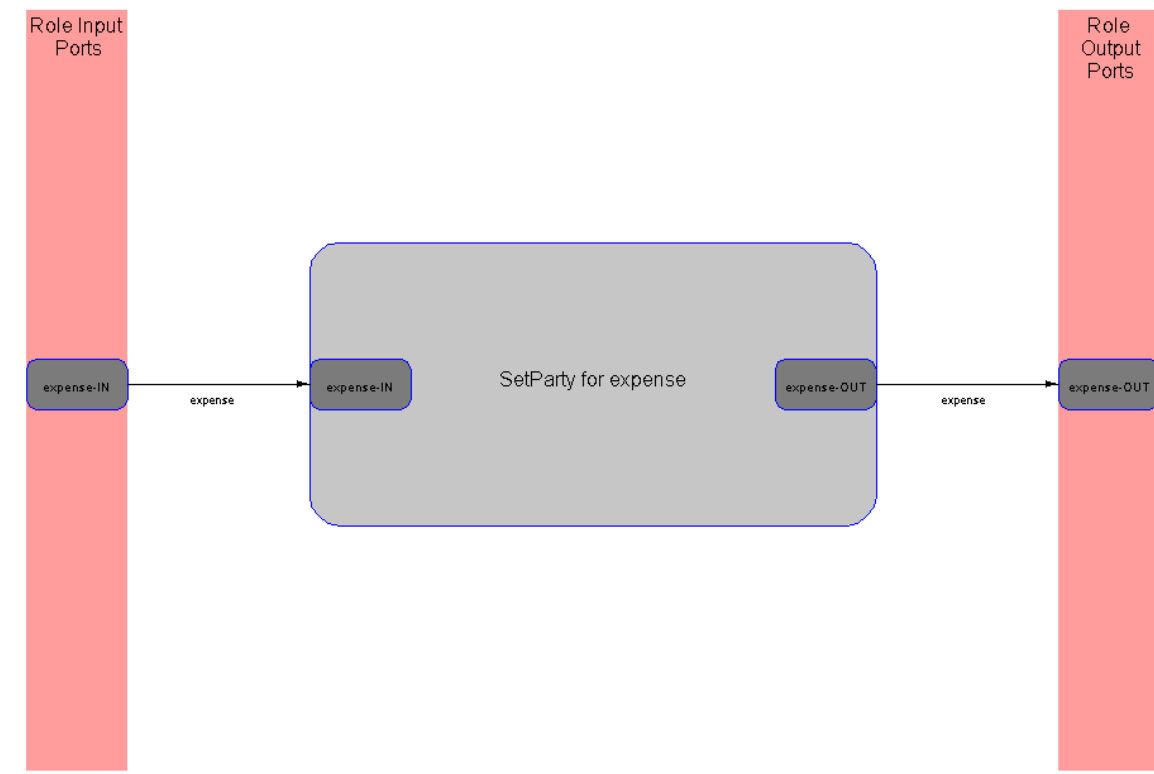 Role Input
Ports
Role
Output
Ports
expense-IN
expense
expense-IN
SetParty for expense
expense-OUT
expense
expense-OUT